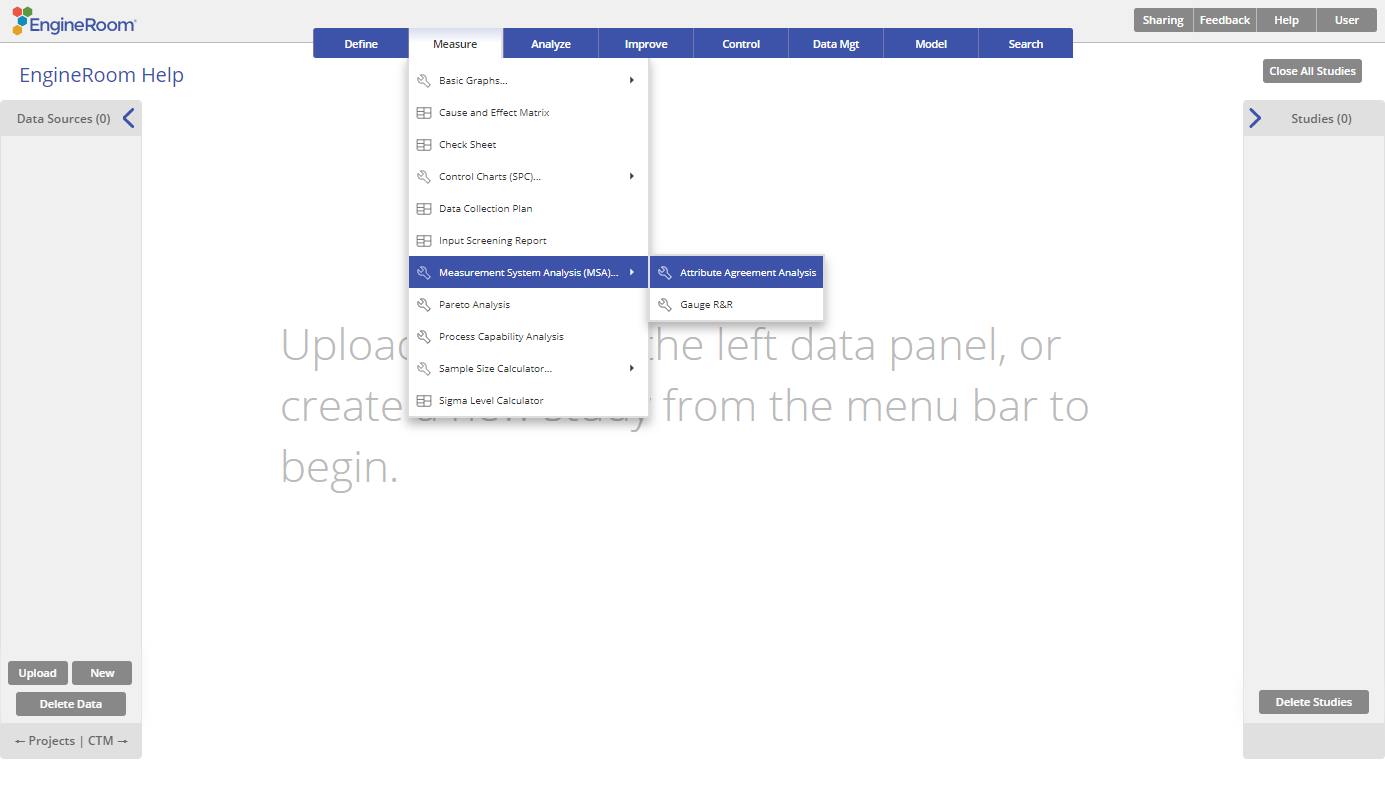 EngineRoom
Sharing Feedback Help User
Define Measure Analyze Improve Control Data Mgt Model Search
EngineRoom Help
Close All Studies
Data Sources (0)
Studies (0)
Basic Graphs...
Cause and Effect Matrix
Check Sheet
Control Charts (SPC)...
Data Collection Plan
Input Screening Report
Measurement System Analysis (MSA)...
Pareto Analysis
Process Capability Analysis
Sample Size Calculator...
Sigma Level Calculator
Attribute Agreement Analysis
Gauge R&R
the left data panel, or
create a new study from the menu bar to
begin.
Upload New
Delete Data
← Projects | CTM →
Delete Studies